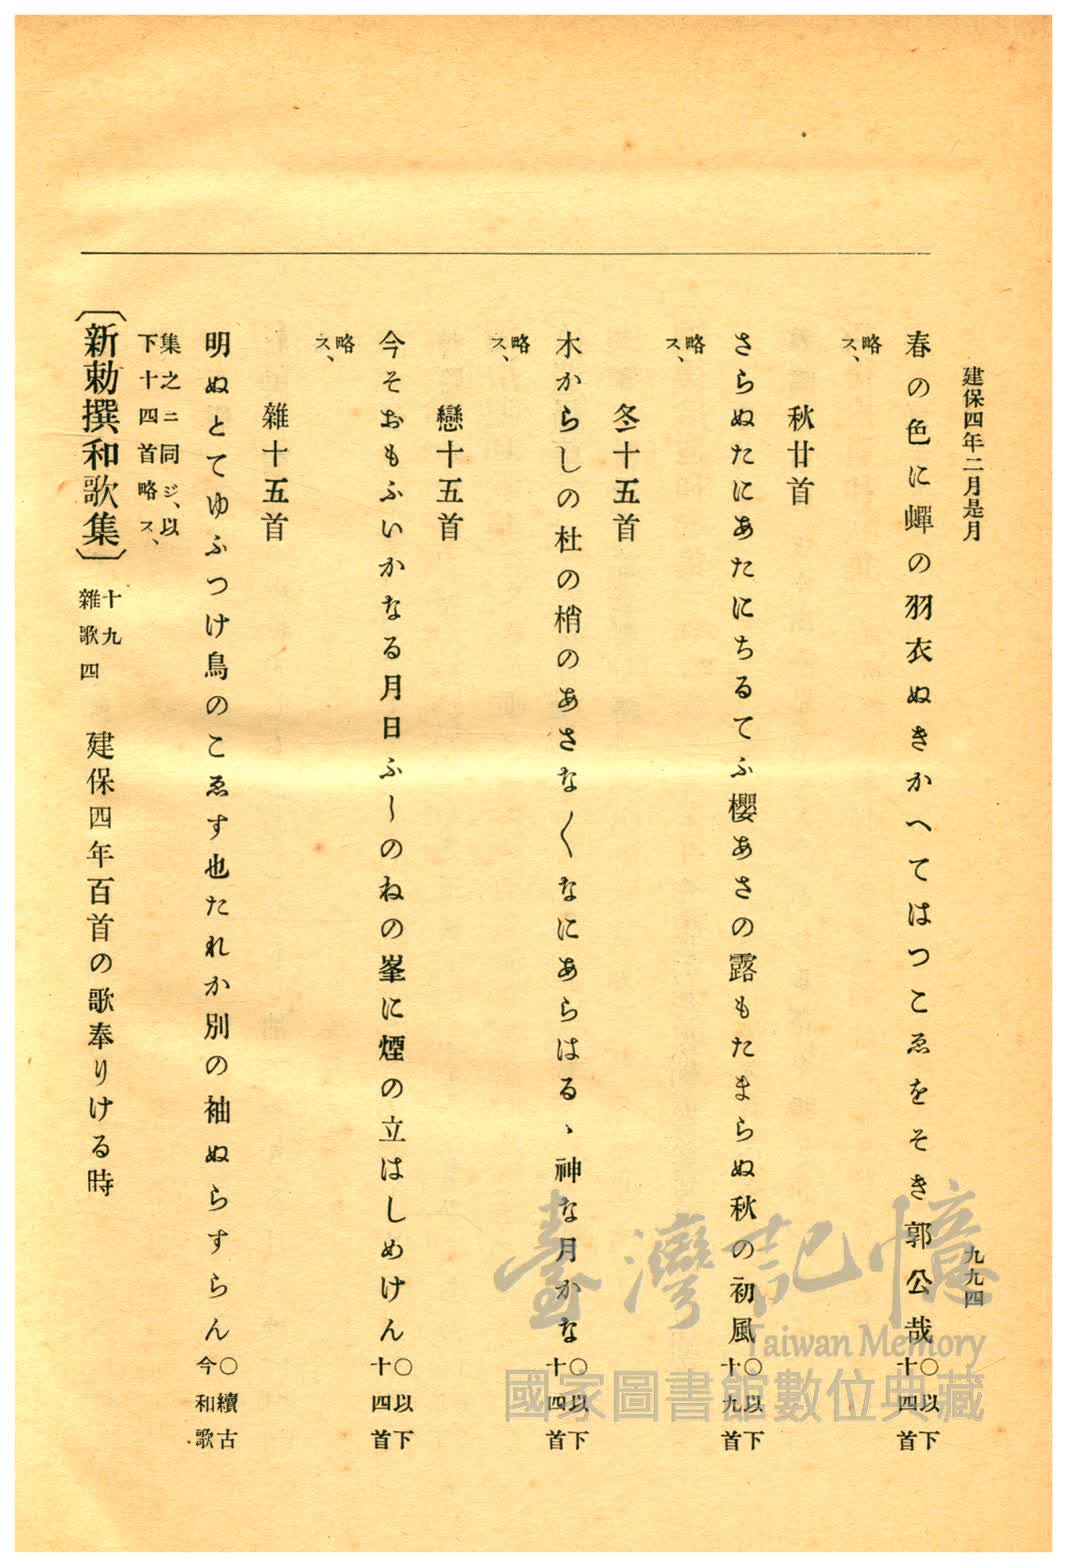 建保四年二月是月
九九四
春の色に蟬の羽衣ぬきかへてはつこゑをそき郭公哉〇以下十四首
略ス、
秋廿首
さらぬたにあたにちるてふ櫻あさの露もたまらぬ秋の初風〇以下十九首
略ス、
冬十五首
木からしの杜の梢のあさな〳〵なにあらはるゝ神な月かな〇以下十四首
略ス、
戀十五首
今そおもふいかなる月日ふしのねの峯に煙の立はしめけん〇以下十四首
略ス、
雜十五首
明ぬとてゆふつけ鳥のこゑす也たれか別の袖ぬらすらん〇續古今和歌
集之ニ同ジ、以下十四首略ス、
〔新勅撰和歌集〕十九雜歌四 建保四年百首の歌奉りける時
臺灣記憶
Taiwan Memory
國家圖書館數位典藏